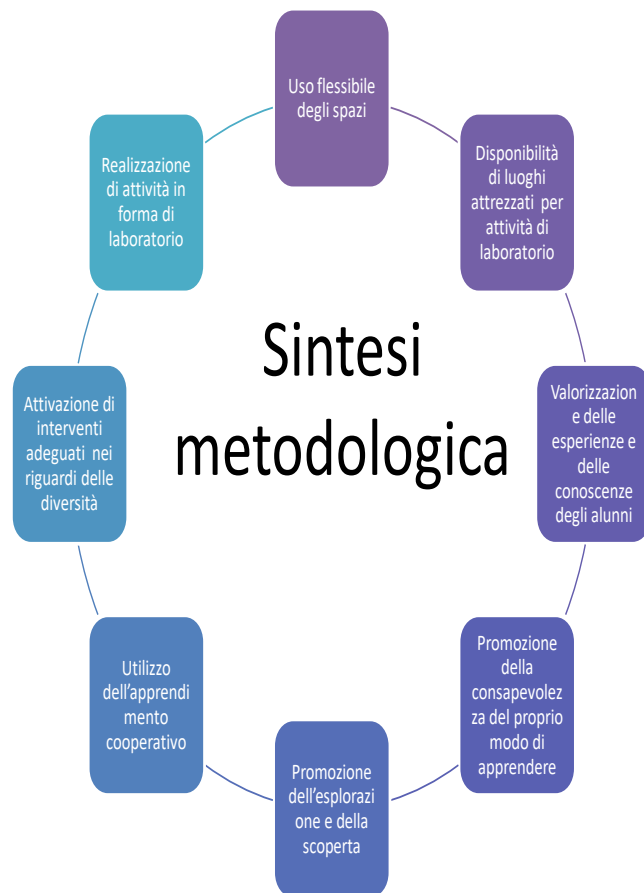 Uso flessibile
degli spazi
Disponibilità
di luoghi
attrezzati per
attività di
laboratorio
Valorizzazion
e delle
esperienze e
delle
conoscenze
degli alunni
Promozione
della
consapevolez
za del proprio
modo di
apprendere
Promozione
dell'esplorazi
one e della
scoperta
Utilizzo
dell'apprendi
mento
cooperativo
Attivazione di
interventi
adeguati nei
riguardi delle
diversità
Realizzazione
di attività in
forma di
laboratorio
Sintesi
metodologica